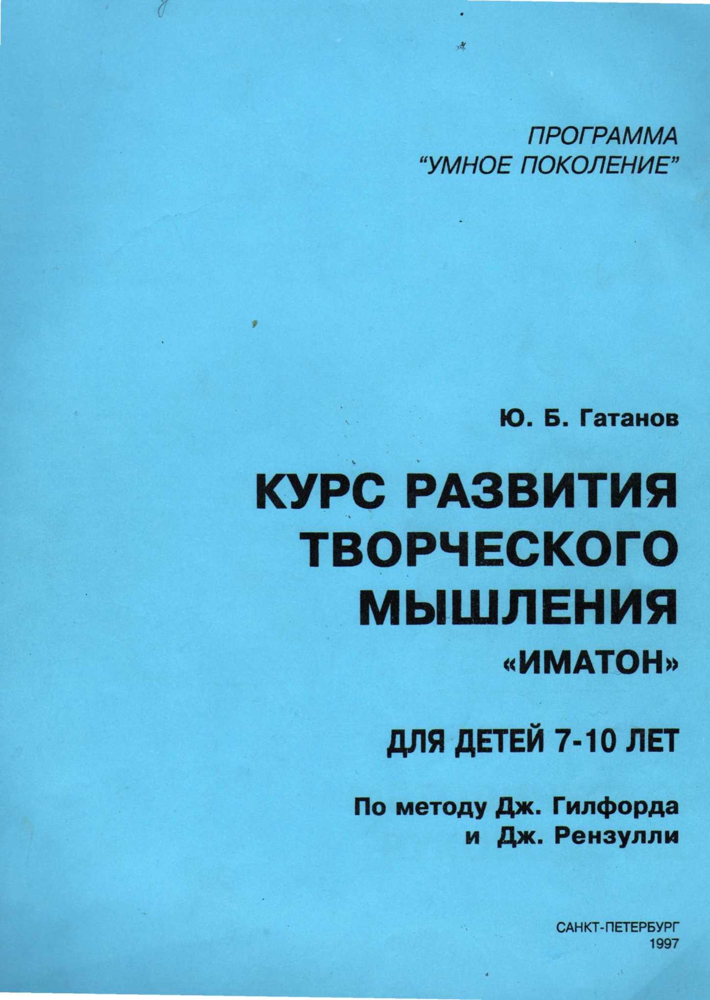 ПРОГРАММА
“УМНОЕ ПОКОЛЕНИЕ”
Ю. Б. Гатанов
КУРС РАЗВИТИЯ
ТВОРЧЕСКОГО
МЫШЛЕНИЯ
«ИМАТОН»
ДЛЯ ДЕТЕЙ 7-10 ЛЕТ
По методу Дж. Гилфорда
и Дж. Рензулли
САНКТ-ПЕТЕРБУРГ
1997